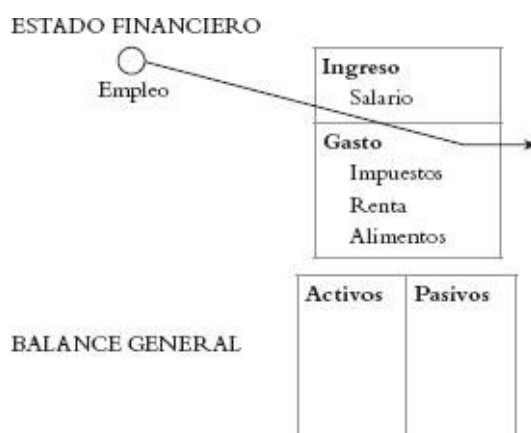 ESTADO FINANCIERO
Empleo
Ingreso
Salario
Gasto
Impuestos
Renta
Alimentos
Activos Pasivos
BALANCE GENERAL